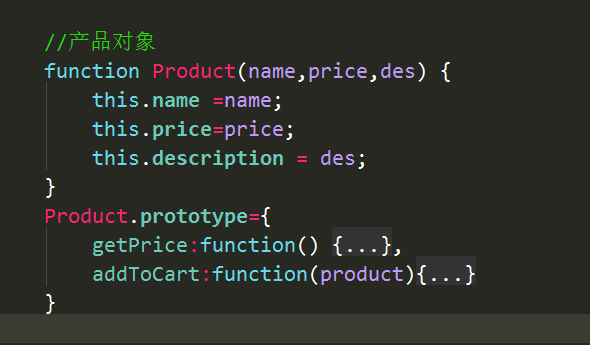 //产品对象
function Product(name,price,des) {
this.name =name;
this.price=price;
this.description = des;
}
Product.prototype={
getPrice:function() {...},
addToCart:function(product){...}
}